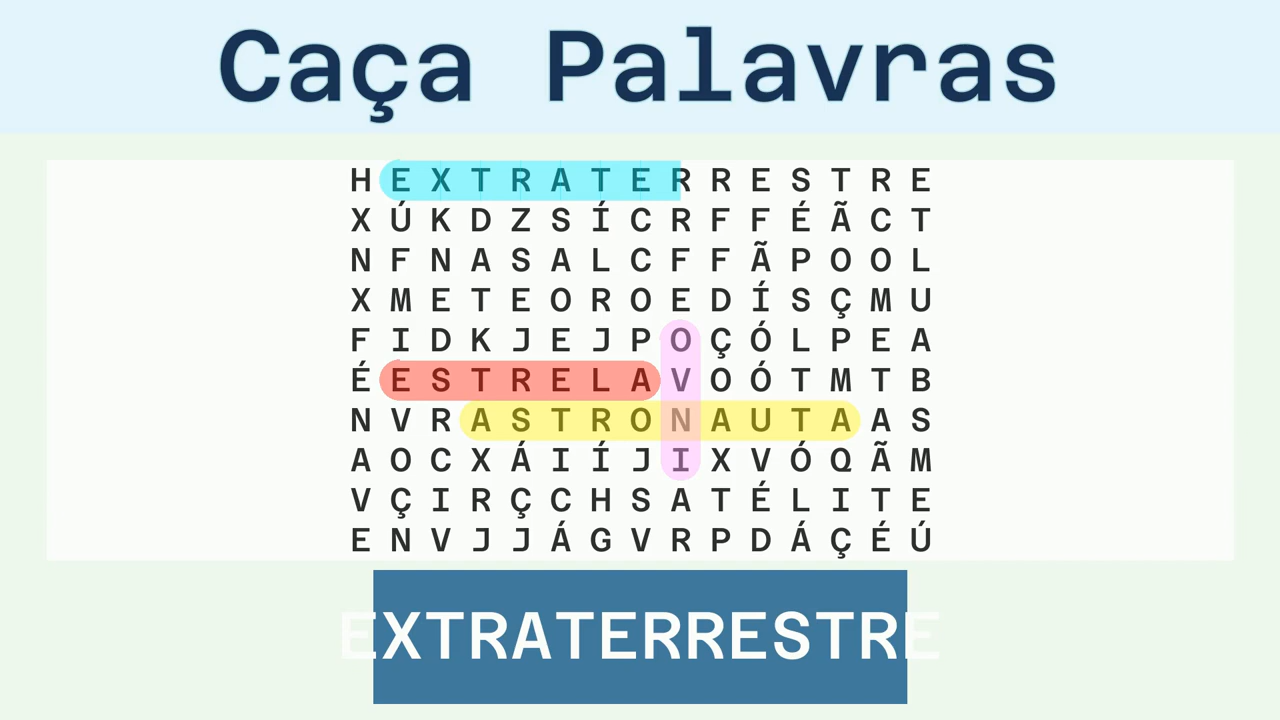 Caça Palavras
H E X T R A T E R R E S T R E
X Ú K D Z S Í C R F F É Ã C T
N F N A S A L C F F Ã P O O L
X M E T E O R O E D Í S Ç M U
F I D K J E J P O Ç Ó L P E A
É E S T R E L A V O Ó T M T B
N V R A S T R O N A U T A A S
A O C X Á I Í J I X V Ó Q Ã M
V Ç I R Ç C H S A T É L I T E
E N V J J Á G V R P D Á Ç É Ú
EXTRATERRESTRE